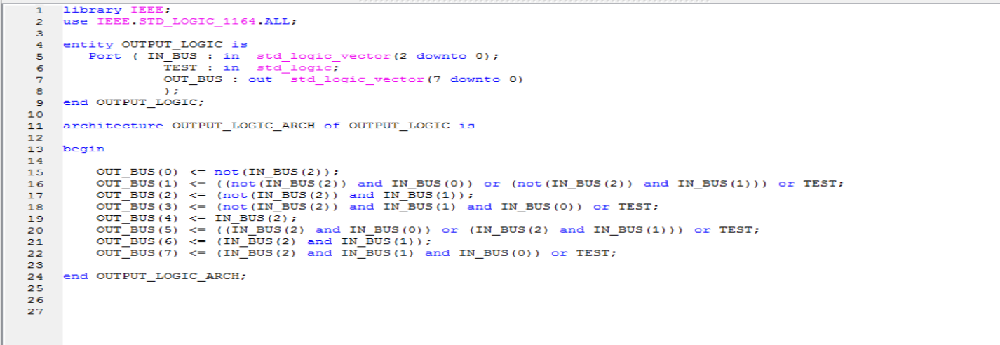 1 library IEEE;
2 use IEEE.STD_LOGIC_1164.ALL;
3
4 entity OUTPUT_LOGIC is
5 Port ( IN_BUS : in std_logic_vector(2 downto 0);
6 TEST : in std_logic;
7 OUT_BUS : out std_logic_vector(7 downto 0)
8 );
9 end OUTPUT_LOGIC;
10
11 architecture OUTPUT_LOGIC_ARCH of OUTPUT_LOGIC is
12
13 begin
14
15 OUT_BUS(0) <= not(IN_BUS(2));
16 OUT_BUS(1) <= ((not(IN_BUS(2)) and IN_BUS(0)) or (not(IN_BUS(2)) and IN_BUS(1))) or TEST;
17 OUT_BUS(2) <= (not(IN_BUS(2)) and IN_BUS(1));
18 OUT_BUS(3) <= (not(IN_BUS(2)) and IN_BUS(1) and IN_BUS(0)) or TEST;
19 OUT_BUS(4) <= IN_BUS(2);
20 OUT_BUS(5) <= ((IN_BUS(2) and IN_BUS(0)) or (IN_BUS(2) and IN_BUS(1))) or TEST;
21 OUT_BUS(6) <= (IN_BUS(2) and IN_BUS(1));
22 OUT_BUS(7) <= (IN_BUS(2) and IN_BUS(1) and IN_BUS(0)) or TEST;
23
24 end OUTPUT_LOGIC_ARCH;
25
26
27